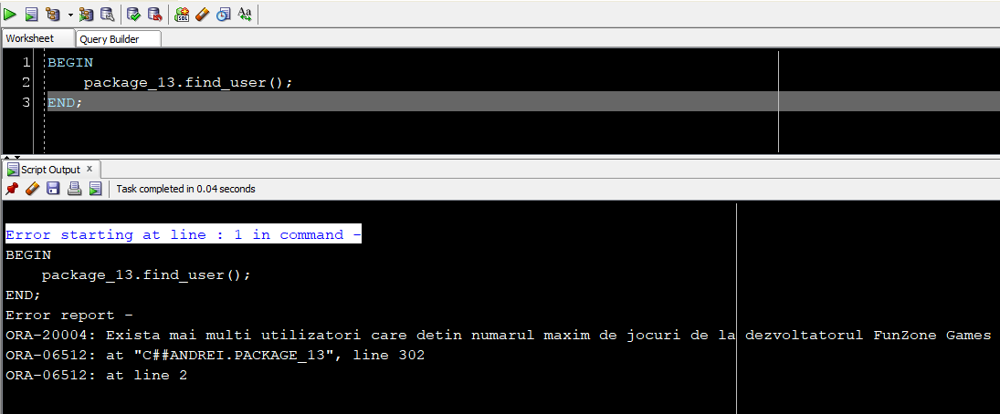 Worksheet Query Builder
1 BEGIN
2 package_13.find_user();
3 END;
Script Output x
Task completed in 0.04 seconds
Error starting at line : 1 in command -
BEGIN
package_13.find_user();
END;
Error report -
ORA-20004: Exista mai multi utilizatori care detin numarul maxim de jocuri de la dezvoltatorul FunZone Games
ORA-06512: at "C##ANDREI.PACKAGE_13", line 302
ORA-06512: at line 2